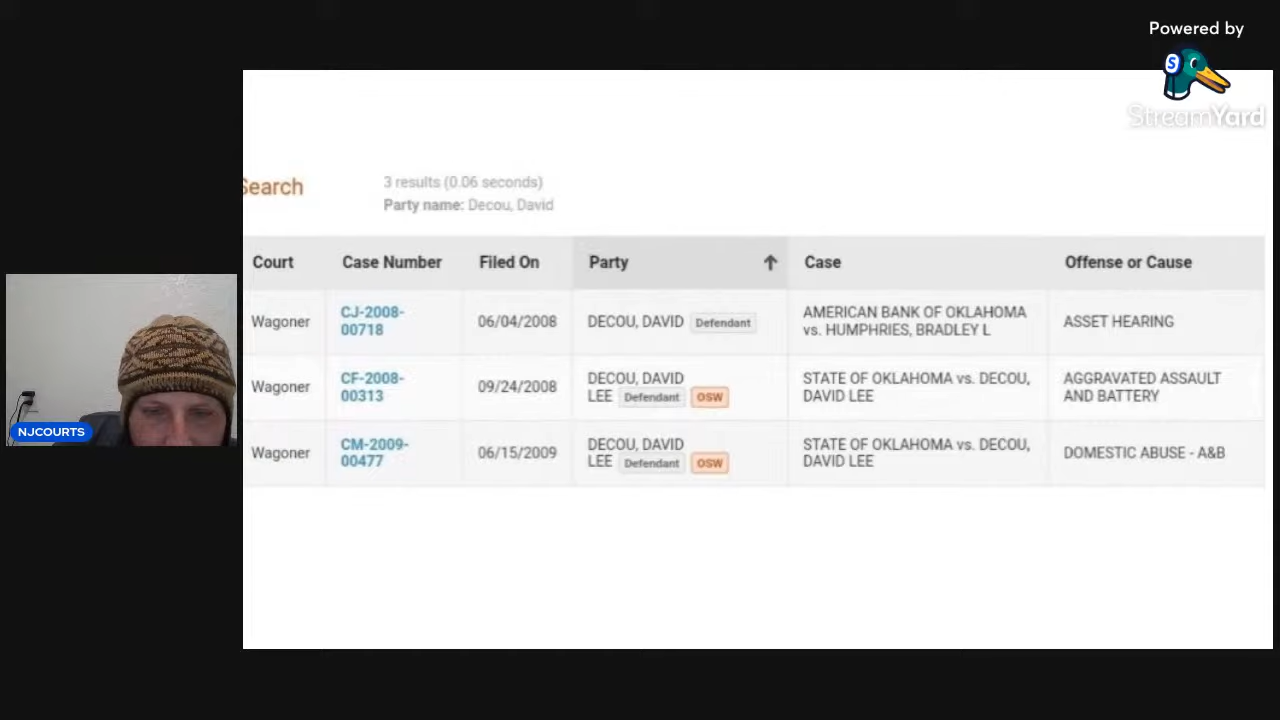 Powered by
S
StreamYard
Search
3 results (0.06 seconds)
Party name: Decou, David
Court Case Number Filed On Party ↑ Case Offense or Cause
Wagoner CJ-2008-00718 06/04/2008 DECOU, DAVID Defendant AMERICAN BANK OF OKLAHOMA vs. HUMPHRIES, BRADLEY L ASSET HEARING
Wagoner CF-2008-00313 09/24/2008 DECOU, DAVID LEE Defendant OSW STATE OF OKLAHOMA vs. DECOU, DAVID LEE AGGRAVATED ASSAULT AND BATTERY
Wagoner CM-2009-00477 06/15/2009 DECOU, DAVID LEE Defendant OSW STATE OF OKLAHOMA vs. DECOU, DAVID LEE DOMESTIC ABUSE - A&B
NJCOURTS